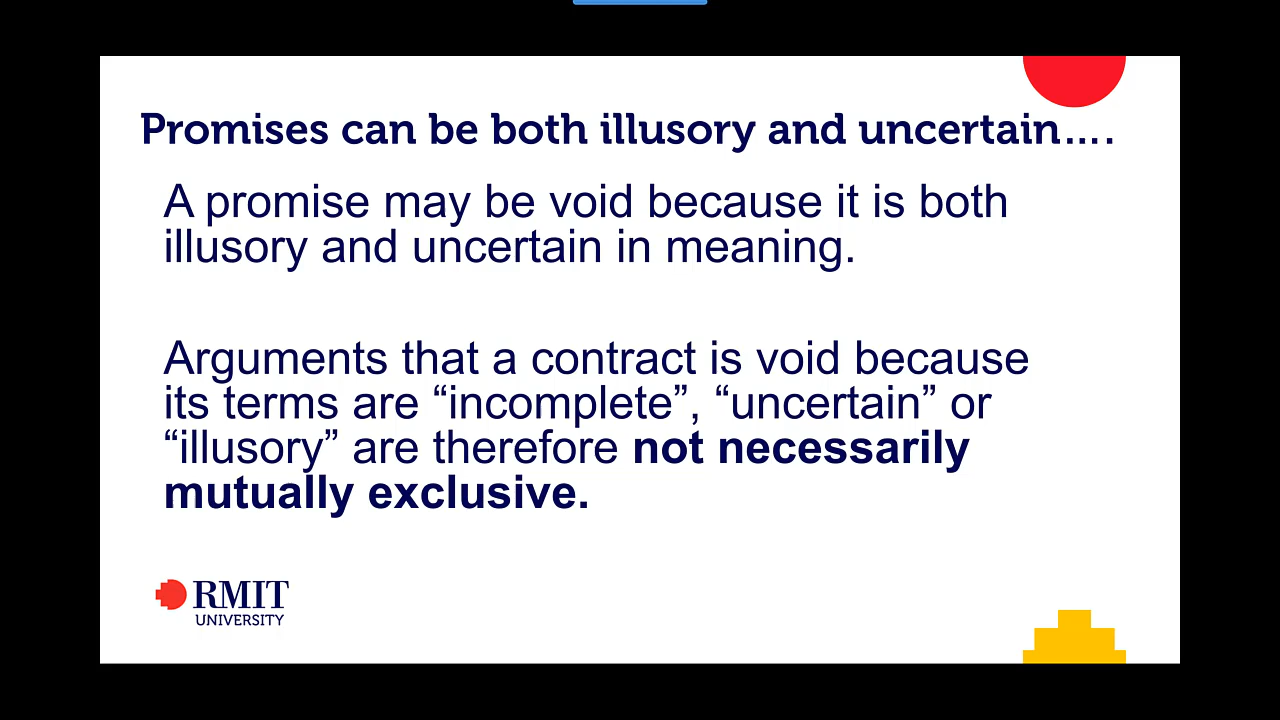 Promises can be both illusory and uncertain….
A promise may be void because it is both
illusory and uncertain in meaning.
Arguments that a contract is void because
its terms are “incomplete”, “uncertain” or
“illusory” are therefore not necessarily
mutually exclusive.
RMIT
UNIVERSITY